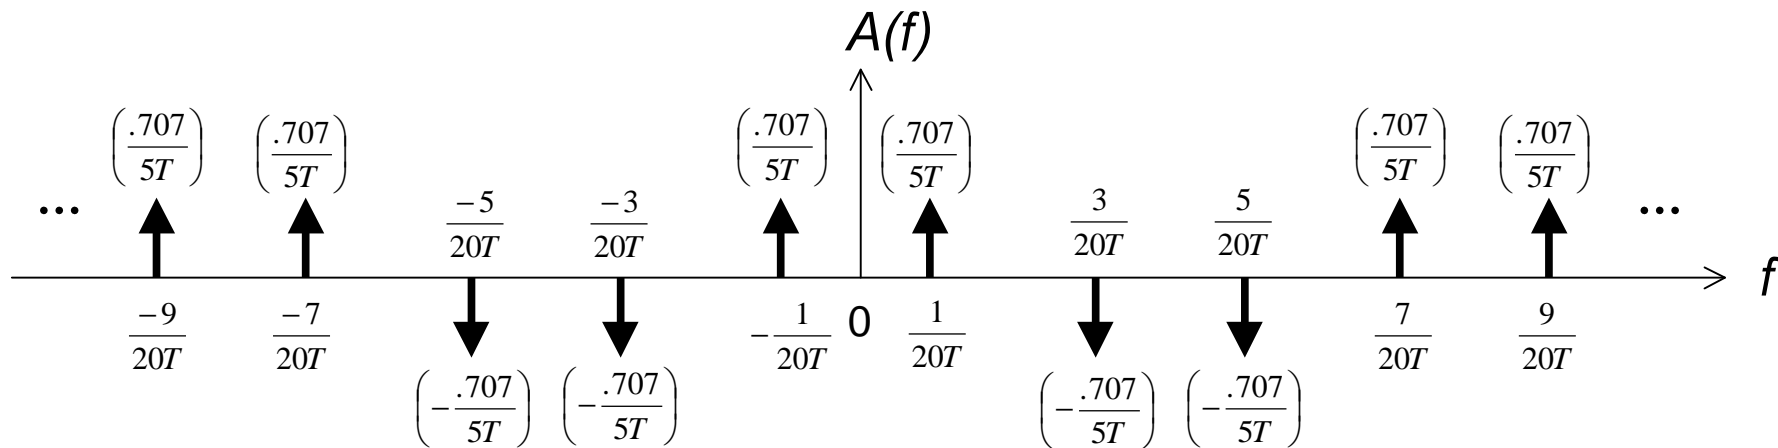 A(f)
(.707/5T) (.707/5T) (.707/5T) (.707/5T) (.707/5T) (.707/5T)
... -5/20T -3/20T 3/20T 5/20T ...
f
-9/20T -7/20T -1/20T 0 1/20T 7/20T 9/20T
(-.707/5T) (-.707/5T) (-.707/5T) (-.707/5T)